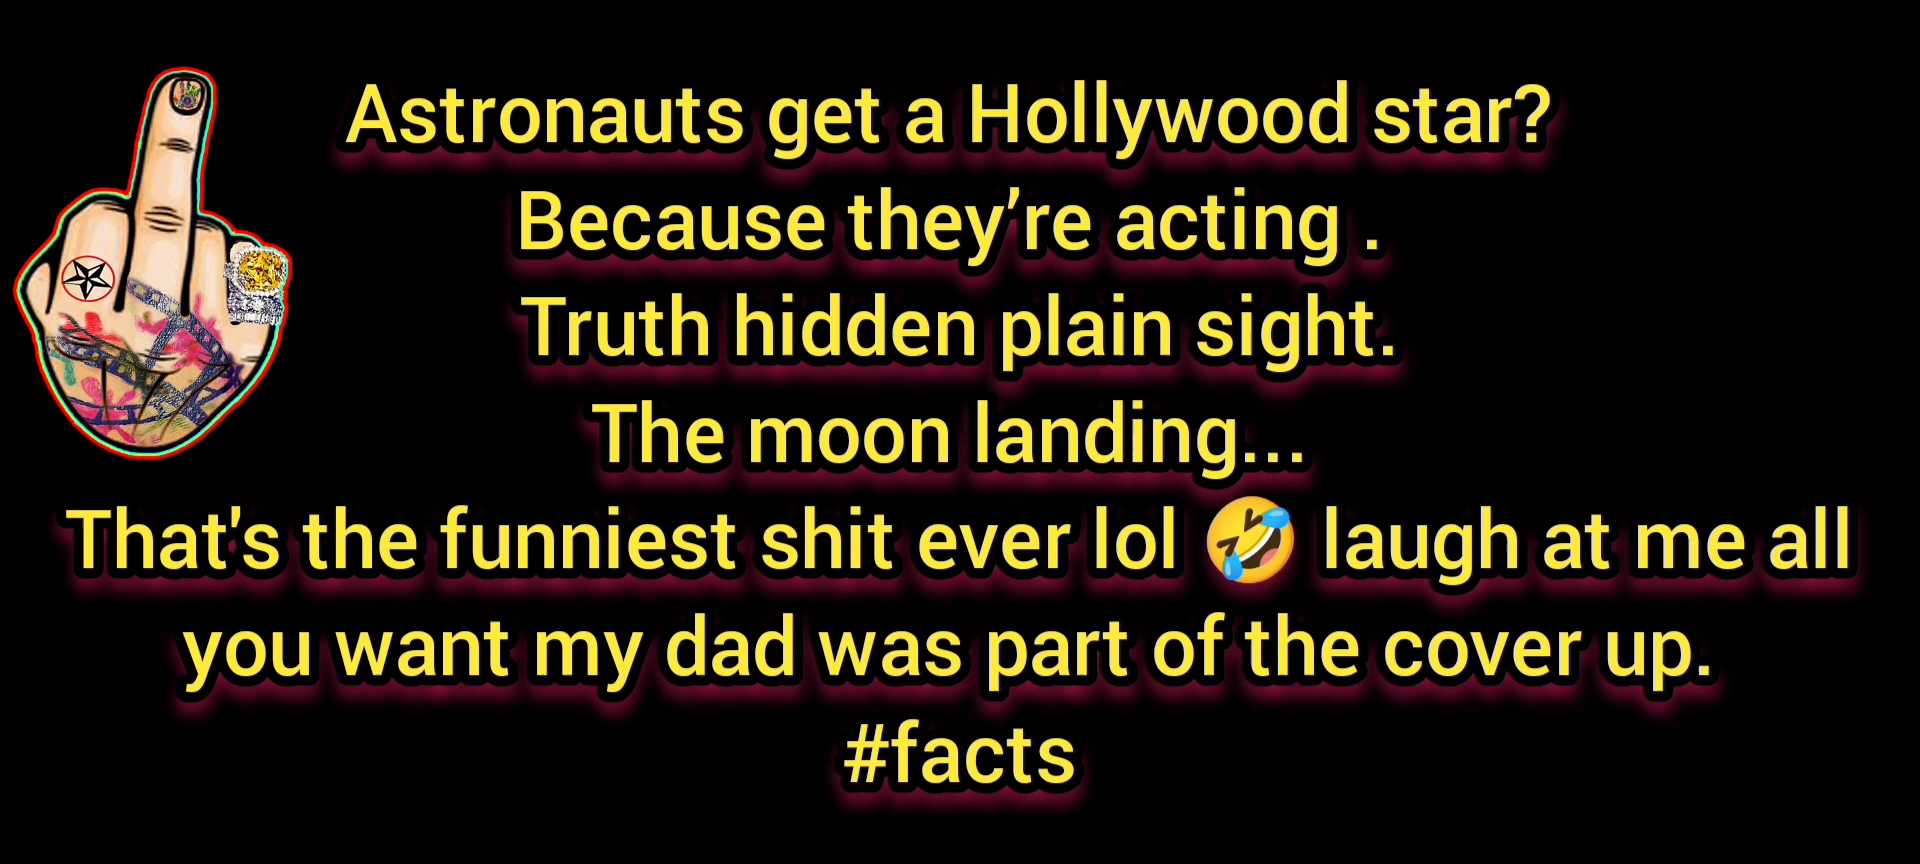 Astronauts get a Hollywood star?
Because they’re acting .
Truth hidden plain sight.
The moon landing...
That's the funniest shit ever lol 🤣 laugh at me all
you want my dad was part of the cover up.
#facts